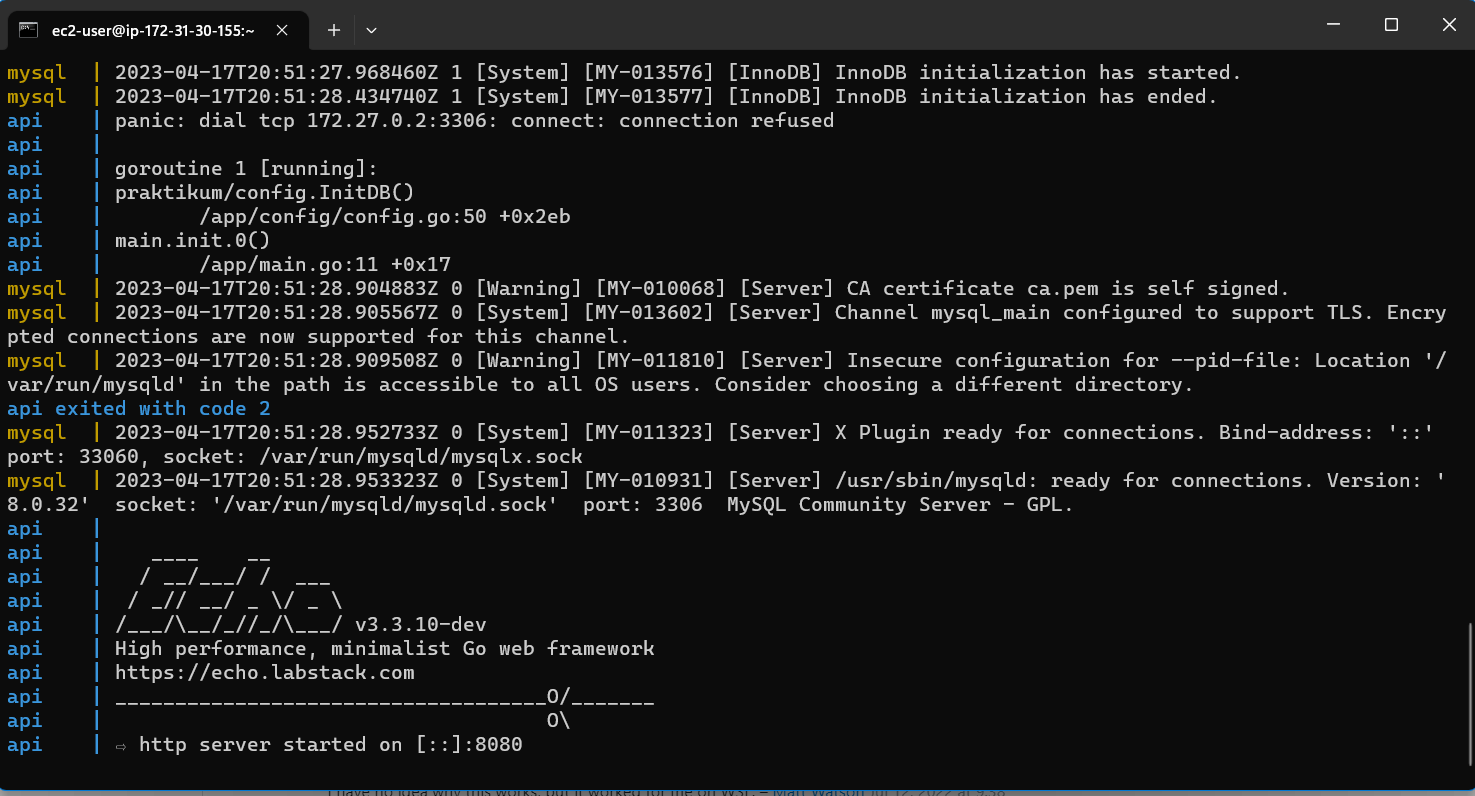 ec2-user@ip-172-31-30-155:~
mysql  | 2023-04-17T20:51:27.968460Z 1 [System] [MY-013576] [InnoDB] InnoDB initialization has started.
mysql  | 2023-04-17T20:51:28.434740Z 1 [System] [MY-013577] [InnoDB] InnoDB initialization has ended.
api    | panic: dial tcp 172.27.0.2:3306: connect: connection refused
api    |
api    | goroutine 1 [running]:
api    | praktikum/config.InitDB()
api    |        /app/config/config.go:50 +0x2eb
api    | main.init.0()
api    |        /app/main.go:11 +0x17
mysql  | 2023-04-17T20:51:28.904883Z 0 [Warning] [MY-010068] [Server] CA certificate ca.pem is self signed.
mysql  | 2023-04-17T20:51:28.905567Z 0 [System] [MY-013602] [Server] Channel mysql_main configured to support TLS. Encry
pted connections are now supported for this channel.
mysql  | 2023-04-17T20:51:28.909508Z 0 [Warning] [MY-011810] [Server] Insecure configuration for --pid-file: Location '/
var/run/mysqld' in the path is accessible to all OS users. Consider choosing a different directory.
api exited with code 2
mysql  | 2023-04-17T20:51:28.952733Z 0 [System] [MY-011323] [Server] X Plugin ready for connections. Bind-address: '::'
port: 33060, socket: /var/run/mysqld/mysqlx.sock
mysql  | 2023-04-17T20:51:28.953323Z 0 [System] [MY-010931] [Server] /usr/sbin/mysqld: ready for connections. Version: '
8.0.32'  socket: '/var/run/mysqld/mysqld.sock'  port: 3306  MySQL Community Server - GPL.
api    |
api    |    ____    __
api    |   / __/___/ /  ___
api    |  / _// __/ _ \/ _ \
api    | /___/\__/_//_/\___/ v3.3.10-dev
api    | High performance, minimalist Go web framework
api    | https://echo.labstack.com
api    | ____________________________________O/_______
api    |                                     O\
api    | ⇨ http server started on [::]:8080
I have no idea why this works, but it worked for me on WSL. – Matt Watson Jul 12, 2022 at 9:58